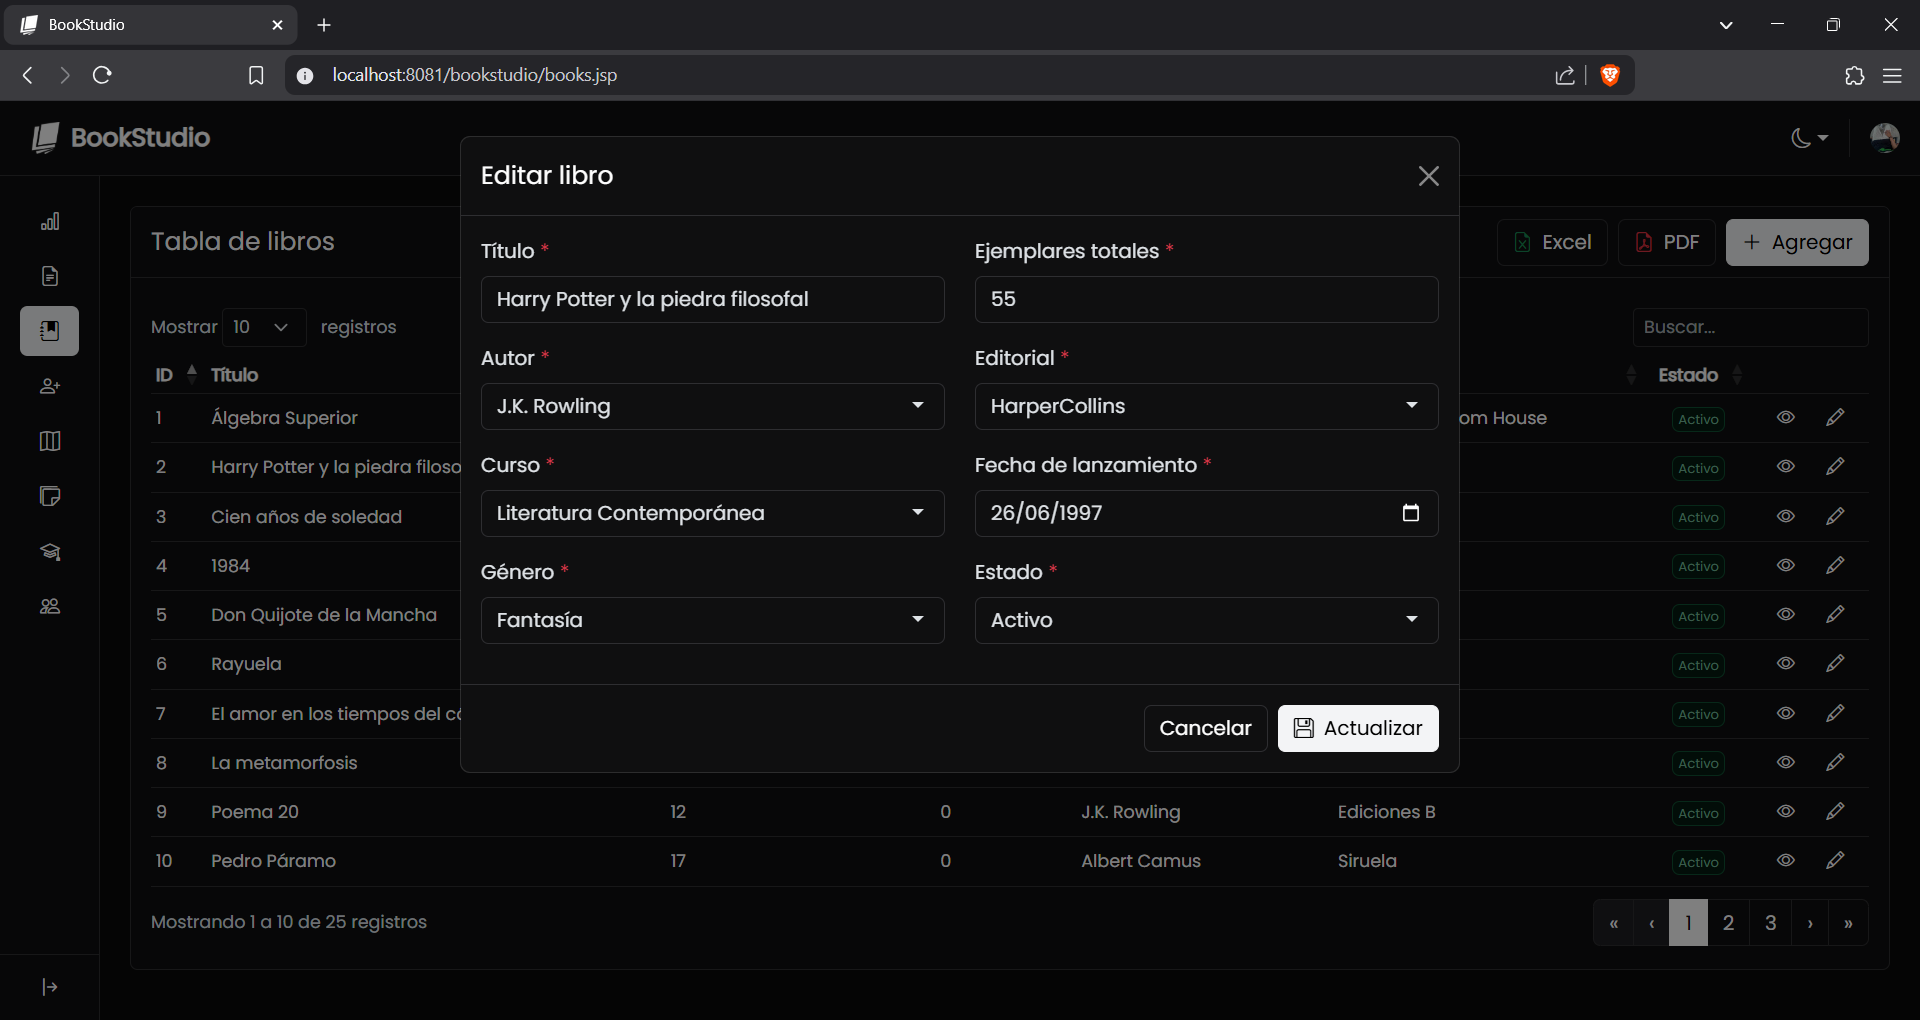 BookStudio
localhost:8081/bookstudio/books.jsp
BookStudio
Editar libro
Tabla de libros
Excel
PDF
Agregar
Título *
Ejemplares totales *
Harry Potter y la piedra filosofal
55
Mostrar 10 registros
Buscar...
Autor *
Editorial *
ID Título
Estado
J.K. Rowling
HarperCollins
1 Álgebra Superior
om House Activo
Curso *
Fecha de lanzamiento *
2 Harry Potter y la piedra filoso
Activo
Literatura Contemporánea
26/06/1997
3 Cien años de soledad
Activo
Género *
Estado *
4 1984
Activo
Fantasía
Activo
5 Don Quijote de la Mancha
Activo
6 Rayuela
Activo
7 El amor en los tiempos del có
Activo
Cancelar
Actualizar
8 La metamorfosis
Activo
9 Poema 20 12 0 J.K. Rowling Ediciones B Activo
10 Pedro Páramo 17 0 Albert Camus Siruela Activo
Mostrando 1 a 10 de 25 registros
« ‹ 1 2 3 › »